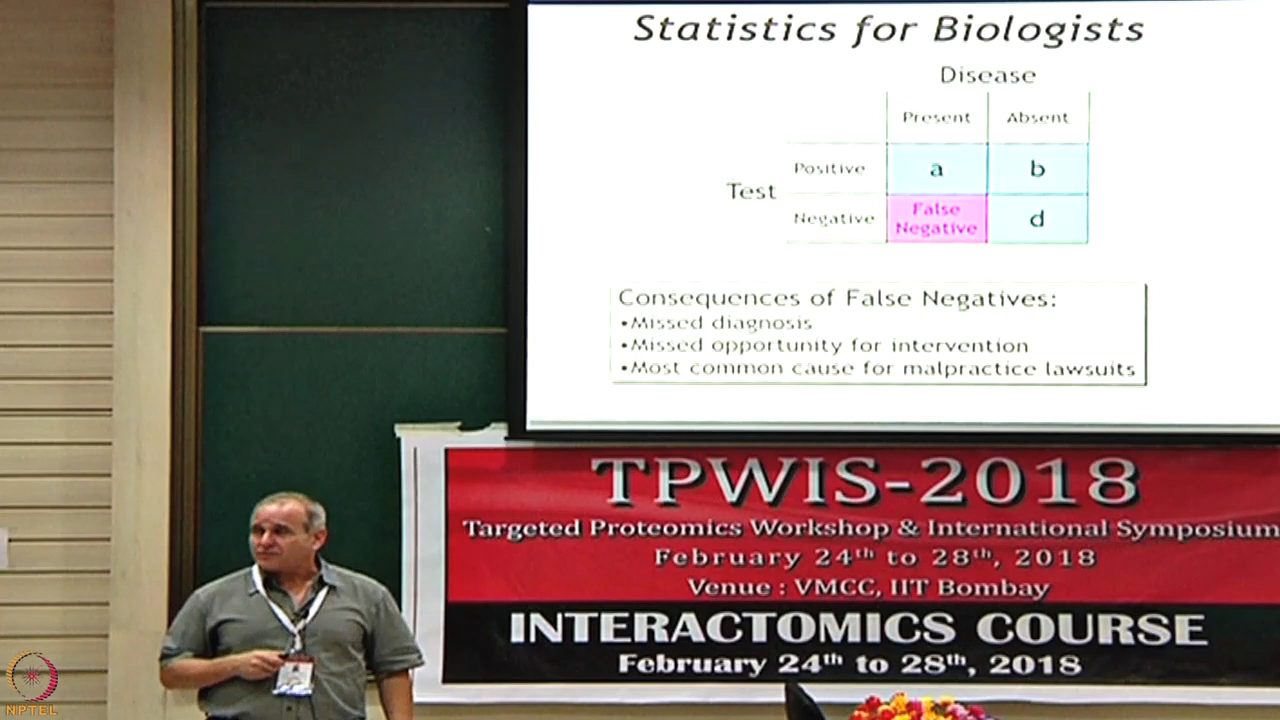 Statistics for Biologists
Disease
Present Absent
Positive a b
Test
Negative False Negative d
Consequences of False Negatives:
•Missed diagnosis
•Missed opportunity for intervention
•Most common cause for malpractice lawsuits
TPWIS-2018
Targeted Proteomics Workshop & International Symposium
February 24th to 28th, 2018
Venue : VMCC, IIT Bombay
INTERACTOMICS COURSE
February 24th to 28th, 2018
NPTEL